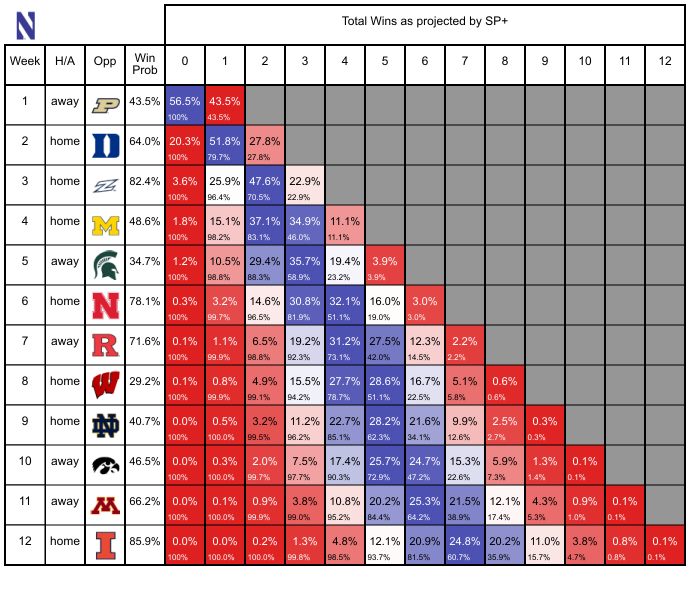 N
Total Wins as projected by SP+
Week H/A Opp Win Prob 0 1 2 3 4 5 6 7 8 9 10 11 12
1 away P 43.5% 56.5% 43.5%
100% 43.5%
2 home D 64.0% 20.3% 51.8% 27.8%
100% 79.7% 27.8%
3 home Z 82.4% 3.6% 25.9% 47.6% 22.9%
100% 96.4% 70.5% 22.9%
4 home M 48.6% 1.8% 15.1% 37.1% 34.9% 11.1%
100% 98.2% 83.1% 46.0% 11.1%
5 away 34.7% 1.2% 10.5% 29.4% 35.7% 19.4% 3.9%
100% 98.8% 88.3% 58.9% 23.2% 3.9%
6 home N 78.1% 0.3% 3.2% 14.6% 30.8% 32.1% 16.0% 3.0%
100% 99.7% 96.5% 81.9% 51.1% 19.0% 3.0%
7 away R 71.6% 0.1% 1.1% 6.5% 19.2% 31.2% 27.5% 12.3% 2.2%
100% 99.9% 98.8% 92.3% 73.1% 42.0% 14.5% 2.2%
8 home W 29.2% 0.1% 0.8% 4.9% 15.5% 27.7% 28.6% 16.7% 5.1% 0.6%
100% 99.9% 99.1% 94.2% 78.7% 51.1% 22.5% 5.8% 0.6%
9 home ND 40.7% 0.0% 0.5% 3.2% 11.2% 22.7% 28.2% 21.6% 9.9% 2.5% 0.3%
100% 100.0% 99.5% 96.2% 85.1% 62.3% 34.1% 12.6% 2.7% 0.3%
10 away 46.5% 0.0% 0.3% 2.0% 7.5% 17.4% 25.7% 24.7% 15.3% 5.9% 1.3% 0.1%
100% 100.0% 99.7% 97.7% 90.3% 72.9% 47.2% 22.6% 7.3% 1.4% 0.1%
11 away M 66.2% 0.0% 0.1% 0.9% 3.8% 10.8% 20.2% 25.3% 21.5% 12.1% 4.3% 0.9% 0.1%
100% 100.0% 99.9% 99.0% 95.2% 84.4% 64.2% 38.9% 17.4% 5.3% 1.0% 0.1%
12 home I 85.9% 0.0% 0.0% 0.2% 1.3% 4.8% 12.1% 20.9% 24.8% 20.2% 11.0% 3.8% 0.8% 0.1%
100% 100.0% 100.0% 99.8% 98.5% 93.7% 81.5% 60.7% 35.9% 15.7% 4.7% 0.8% 0.1%